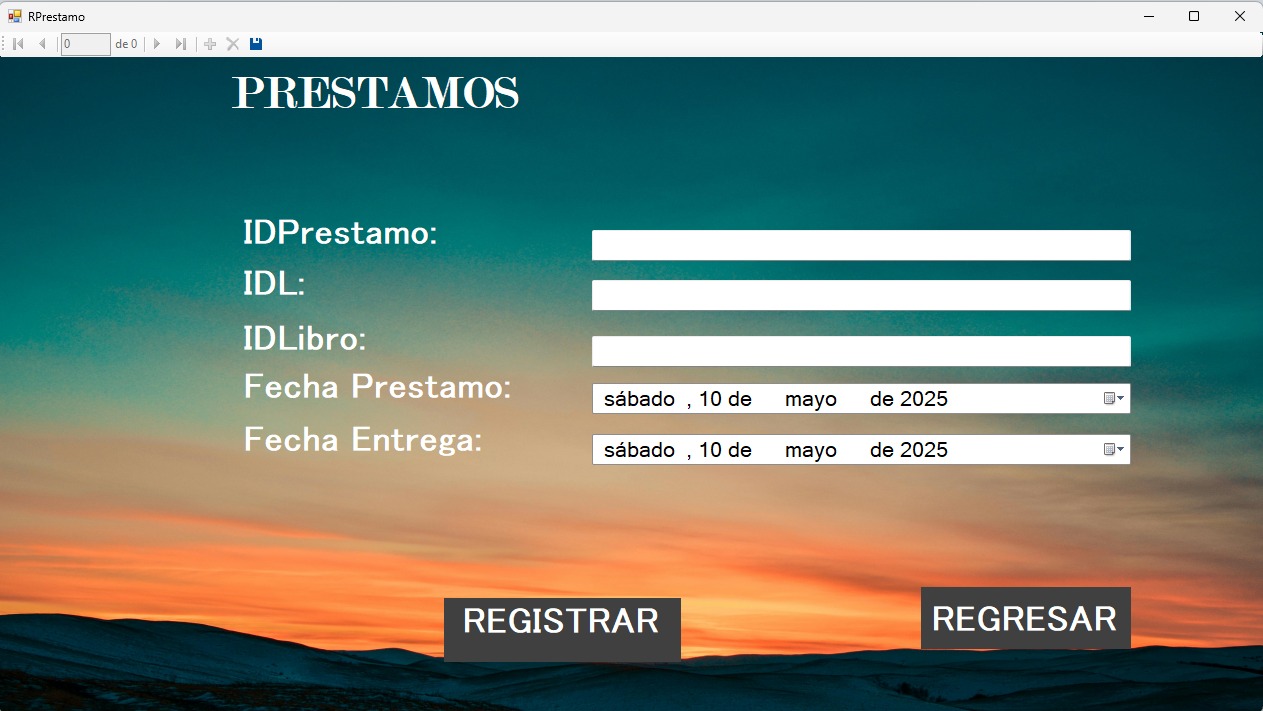 RPrestamo
0 de 0
PRESTAMOS
IDPrestamo:
IDL:
IDLibro:
Fecha Prestamo: sábado , 10 de mayo de 2025
Fecha Entrega: sábado , 10 de mayo de 2025
REGISTRAR REGRESAR